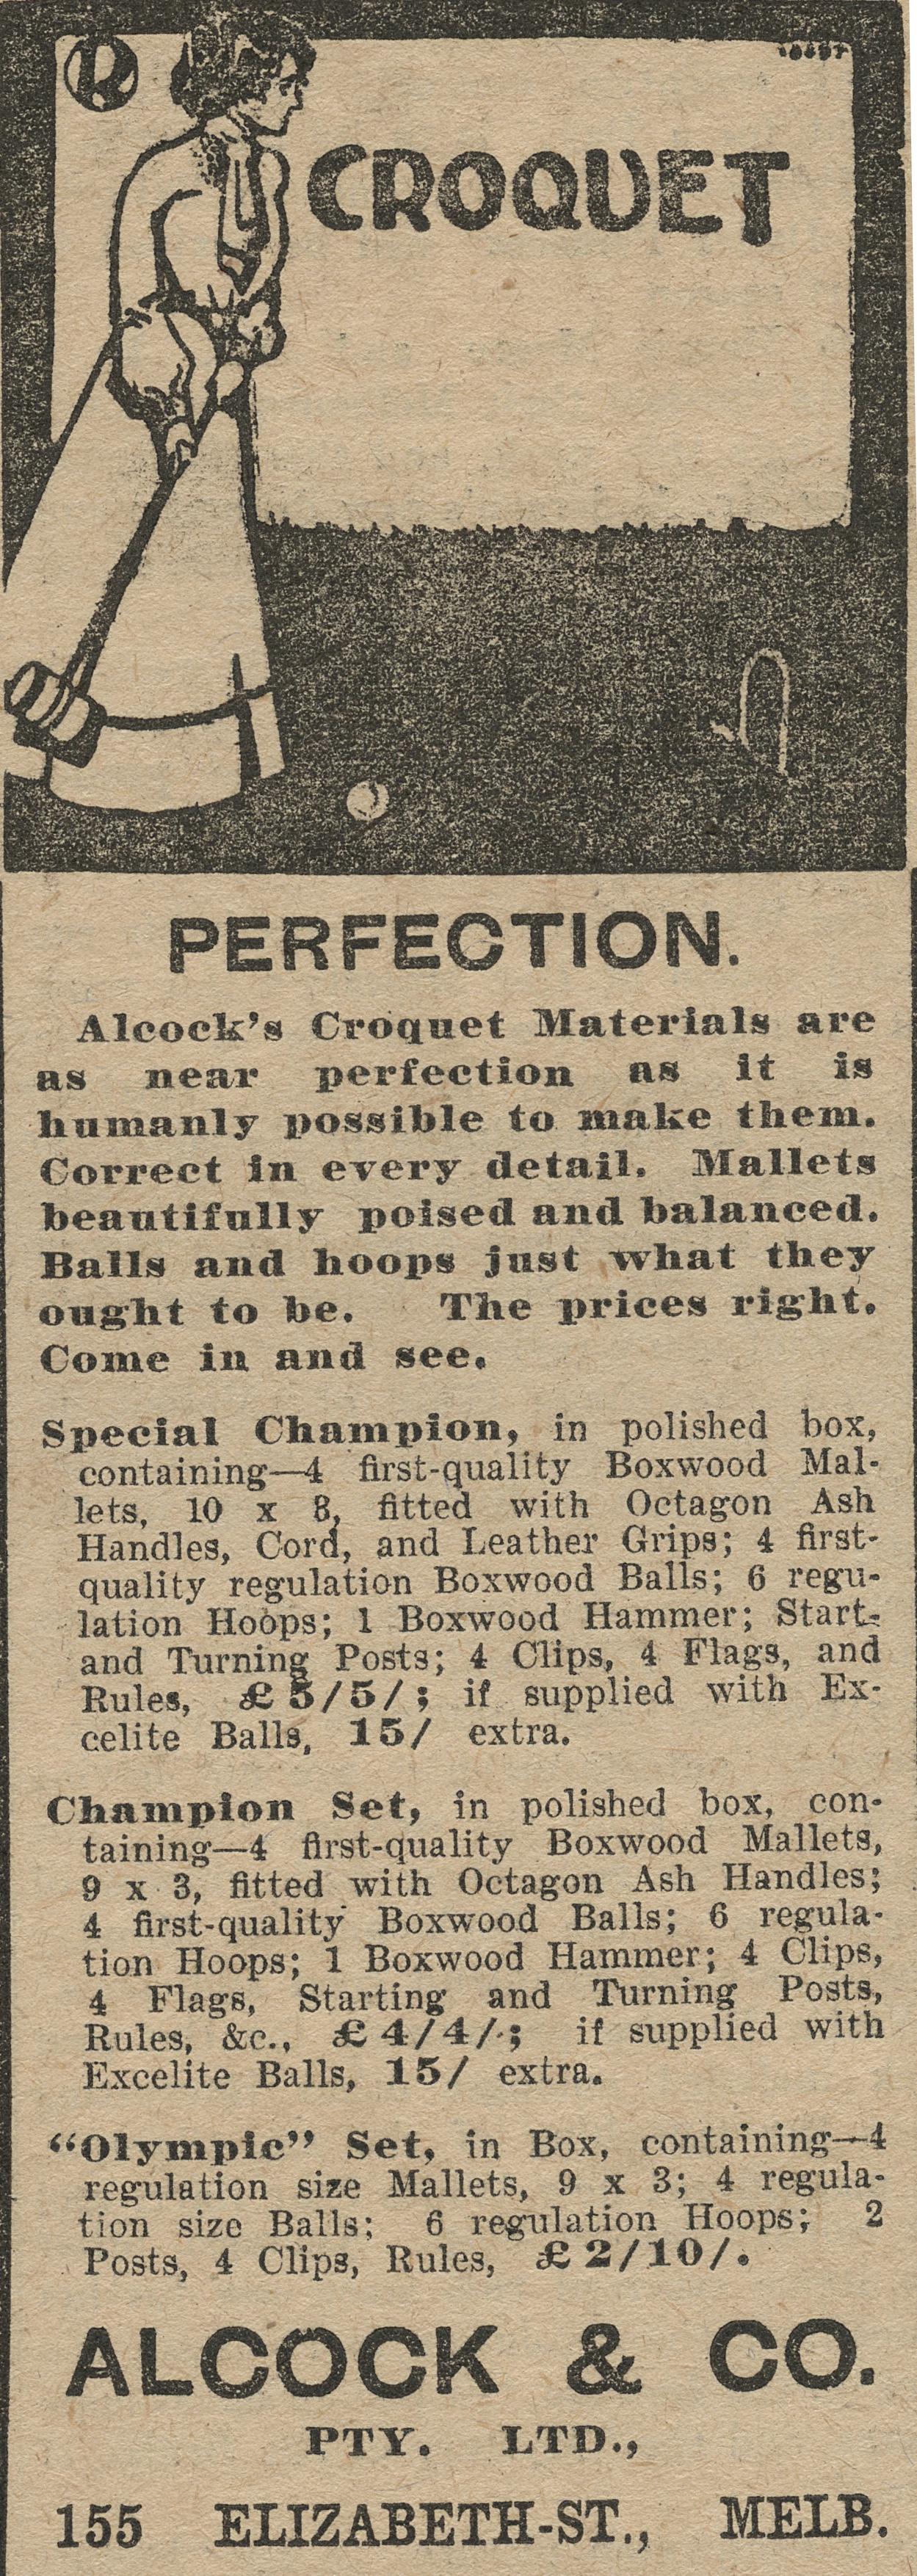 CROQUET
PERFECTION.
Alcock's Croquet Materials are
as near perfection as it is
humanly possible to make them.
Correct in every detail. Mallets
beautifully poised and balanced.
Balls and hoops just what they
ought to be. The prices right.
Come in and see.
Special Champion, in polished box,
containing—4 first-quality Boxwood Mal-
lets, 10 x 8, fitted with Octagon Ash
Handles, Cord, and Leather Grips; 4 first-
quality regulation Boxwood Balls; 6 regu-
lation Hoops; 1 Boxwood Hammer; Start-
and Turning Posts; 4 Clips, 4 Flags, and
Rules, £5/5/; if supplied with Ex-
celite Balls, 15/ extra.
Champion Set, in polished box, con-
taining—4 first-quality Boxwood Mallets,
9 x 3, fitted with Octagon Ash Handles;
4 first-quality Boxwood Balls; 6 regula-
tion Hoops; 1 Boxwood Hammer; 4 Clips,
4 Flags, Starting and Turning Posts,
Rules, &c., £4/4/; if supplied with
Excelite Balls, 15/ extra.
"Olympic" Set, in Box, containing—4
regulation size Mallets, 9 x 3; 4 regula-
tion size Balls; 6 regulation Hoops; 2
Posts, 4 Clips, Rules, £2/10/.
ALCOCK & CO.
PTY. LTD.,
155 ELIZABETH-ST., MELB.